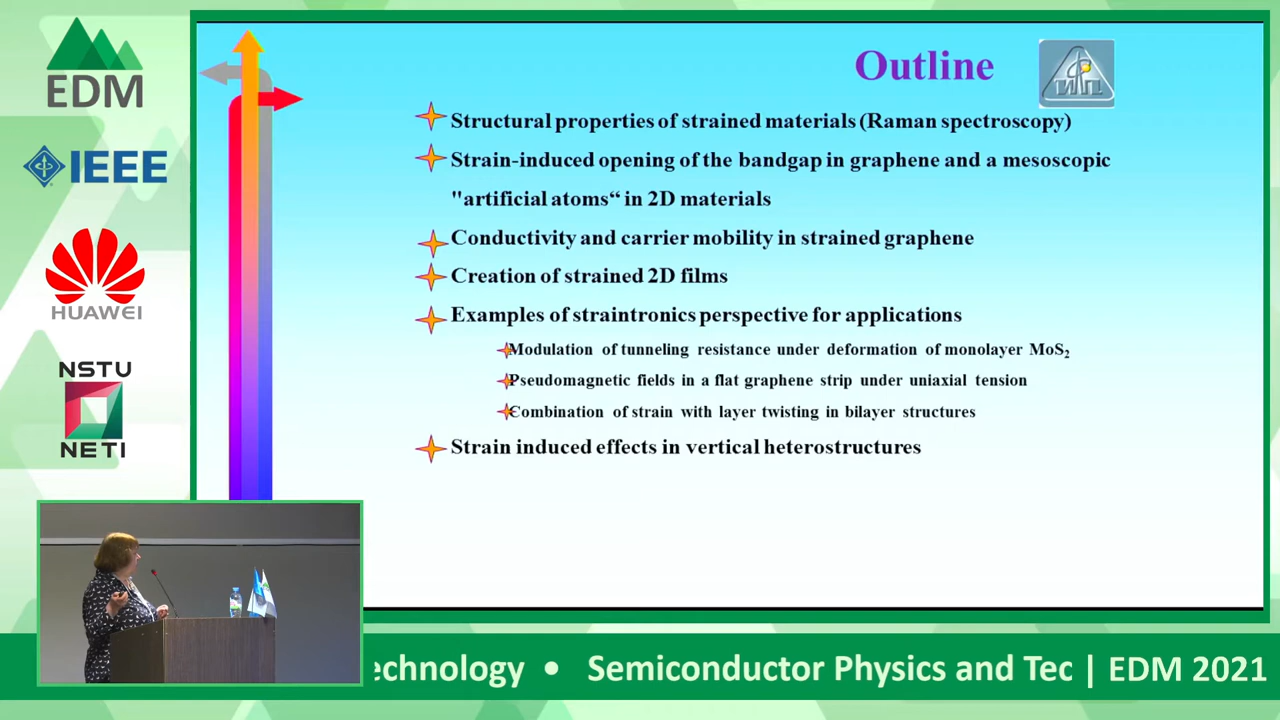 EDM
IEEE
HUAWEI
NSTU
NETI
Outline
Structural properties of strained materials (Raman spectroscopy)
Strain-induced opening of the bandgap in graphene and a mesoscopic
"artificial atoms“ in 2D materials
Conductivity and carrier mobility in strained graphene
Creation of strained 2D films
Examples of straintronics perspective for applications
Modulation of tunneling resistance under deformation of monolayer MoS₂
Pseudomagnetic fields in a flat graphene strip under uniaxial tension
Combination of strain with layer twisting in bilayer structures
Strain induced effects in vertical heterostructures
echnology • Semiconductor Physics and Tec | EDM 2021